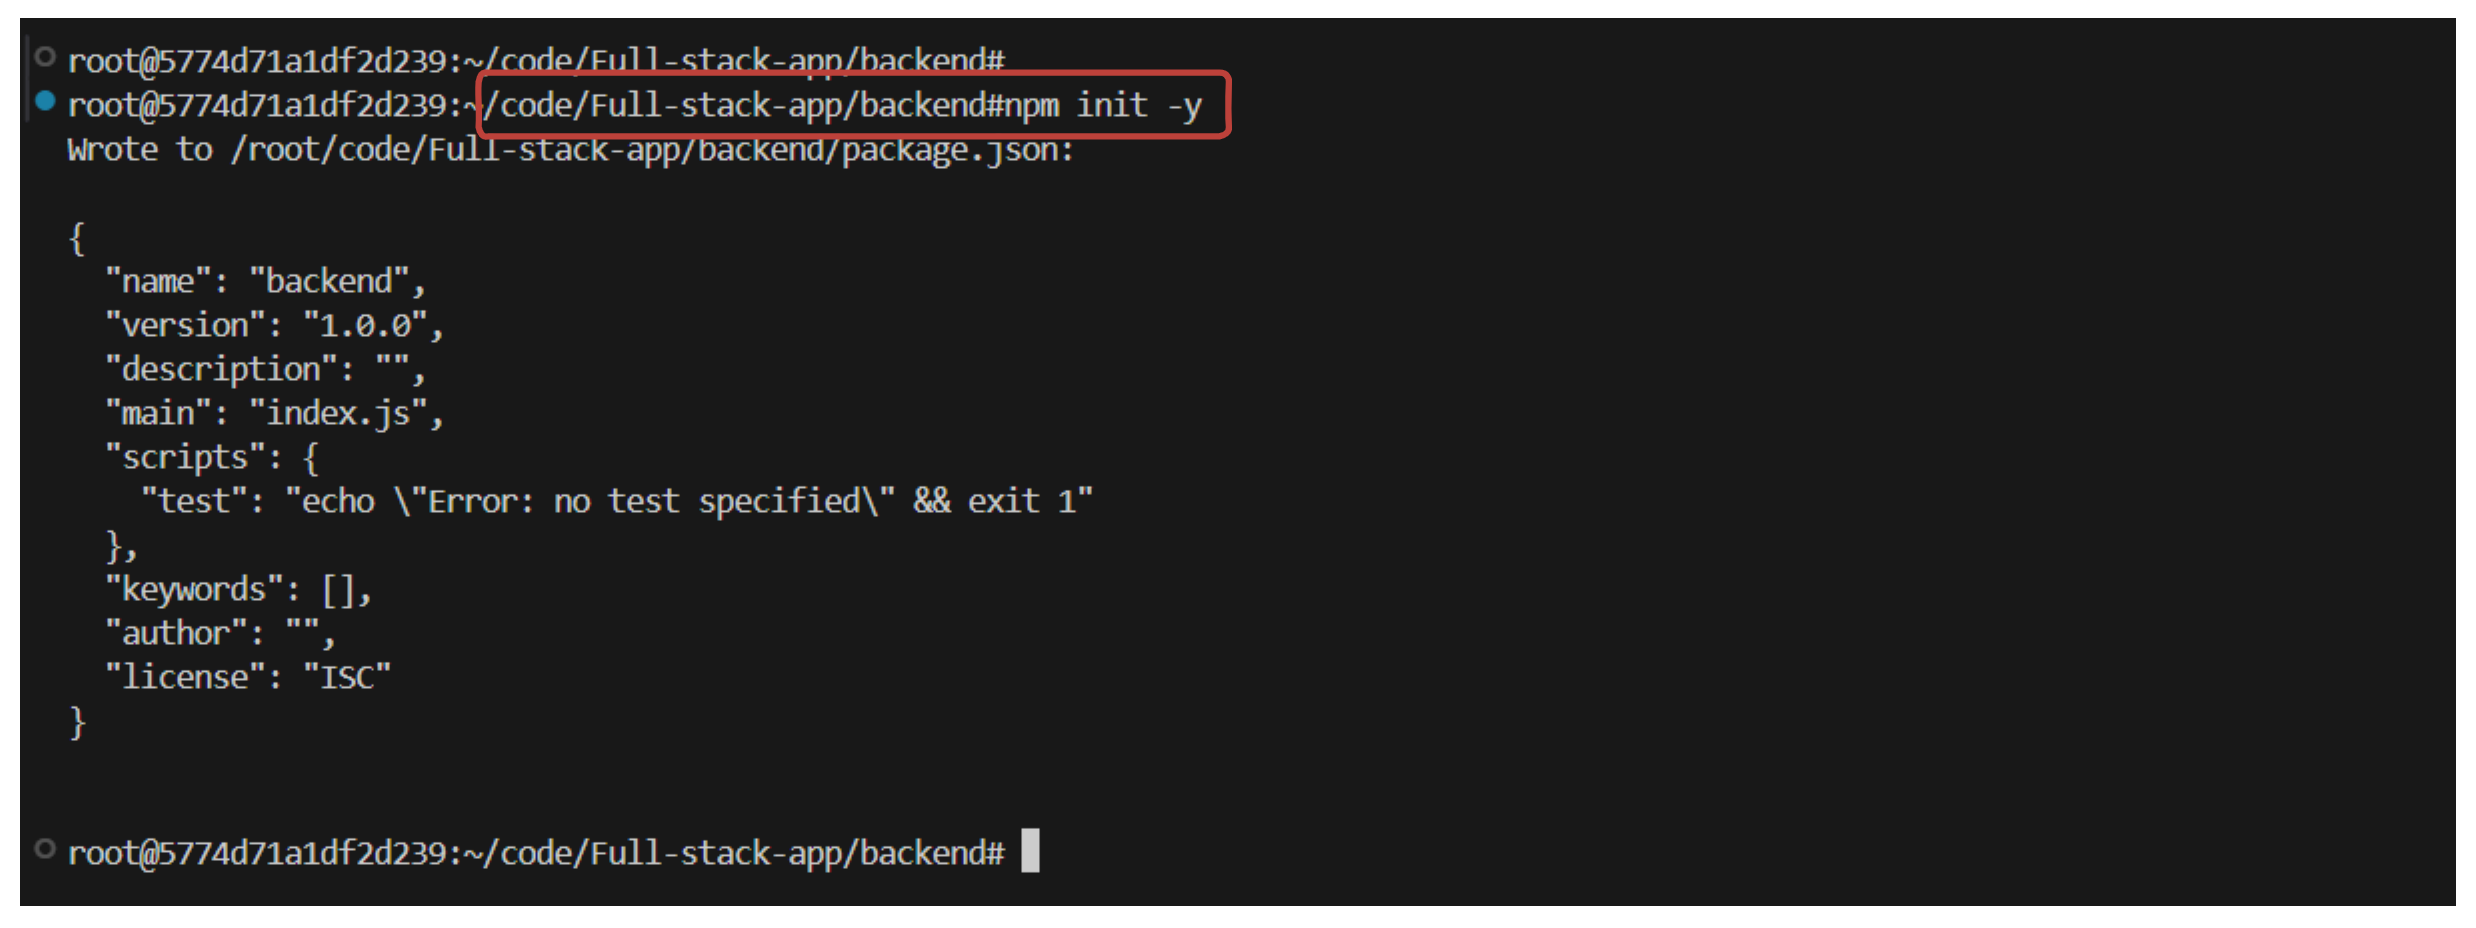 root@5774d71a1df2d239:~/code/Full-stack-app/backend#
root@5774d71a1df2d239:~/code/Full-stack-app/backend#npm init -y
Wrote to /root/code/Full-stack-app/backend/package.json:
{
  "name": "backend",
  "version": "1.0.0",
  "description": "",
  "main": "index.js",
  "scripts": {
    "test": "echo \"Error: no test specified\" && exit 1"
  },
  "keywords": [],
  "author": "",
  "license": "ISC"
}
root@5774d71a1df2d239:~/code/Full-stack-app/backend#